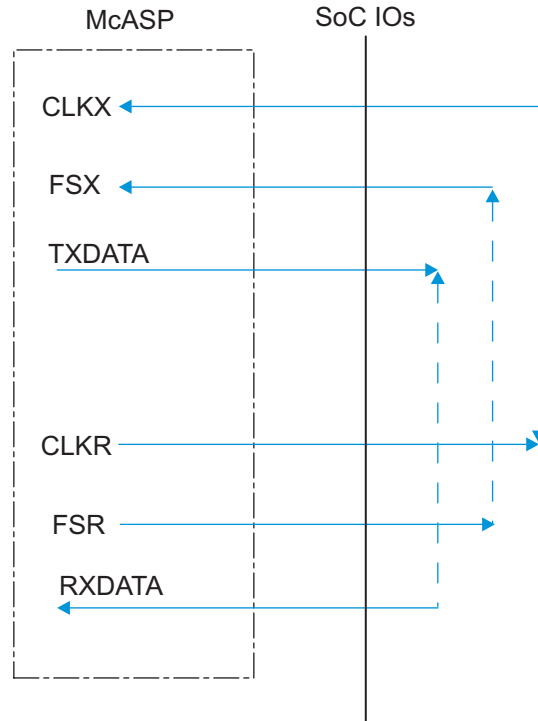 McASP
SoC IOs
CLKX
FSX
TXDATA
CLKR
FSR
RXDATA